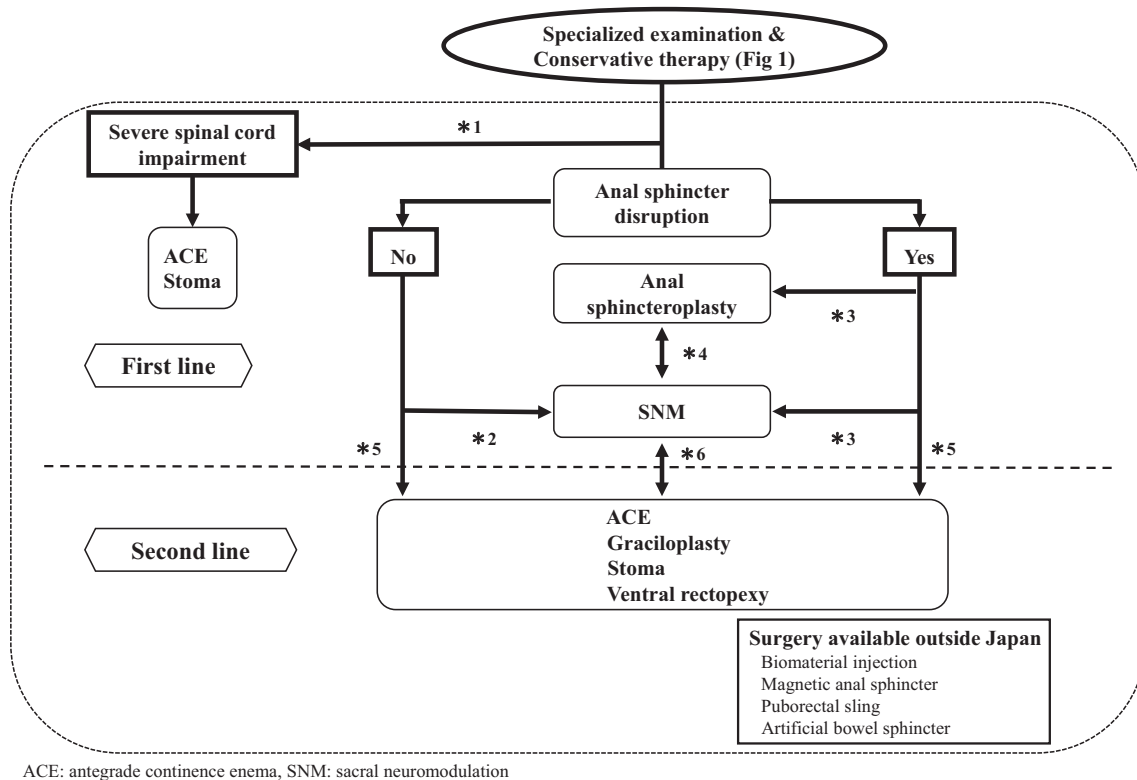 Specialized examination &
Conservative therapy (Fig 1)
Severe spinal cord
impairment
*1
Anal sphincter
disruption
ACE
Stoma
No
Yes
Anal
sphincteroplasty
*3
*4
First line
SNM
*2
*3
*5
*6
*5
Second line
ACE
Graciloplasty
Stoma
Ventral rectopexy
Surgery available outside Japan
Biomaterial injection
Magnetic anal sphincter
Puborectal sling
Artificial bowel sphincter
ACE: antegrade continence enema, SNM: sacral neuromodulation